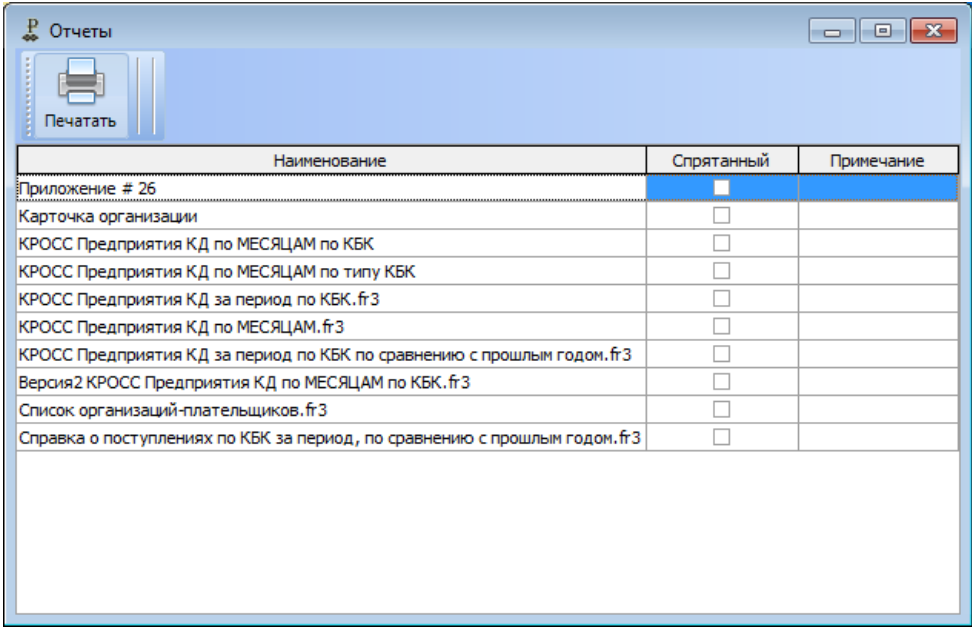 Отчеты
Печатать
Наименование Спрятанный Примечание
Приложение # 26
Карточка организации
КРОСС Предприятия КД по МЕСЯЦАМ по КБК
КРОСС Предприятия КД по МЕСЯЦАМ по типу КБК
КРОСС Предприятия КД за период по КБК.fr3
КРОСС Предприятия КД по МЕСЯЦАМ.fr3
КРОСС Предприятия КД за период по КБК по сравнению с прошлым годом.fr3
Версия2 КРОСС Предприятия КД по МЕСЯЦАМ по КБК.fr3
Список организаций-плательщиков.fr3
Справка о поступлениях по КБК за период, по сравнению с прошлым годом.fr3